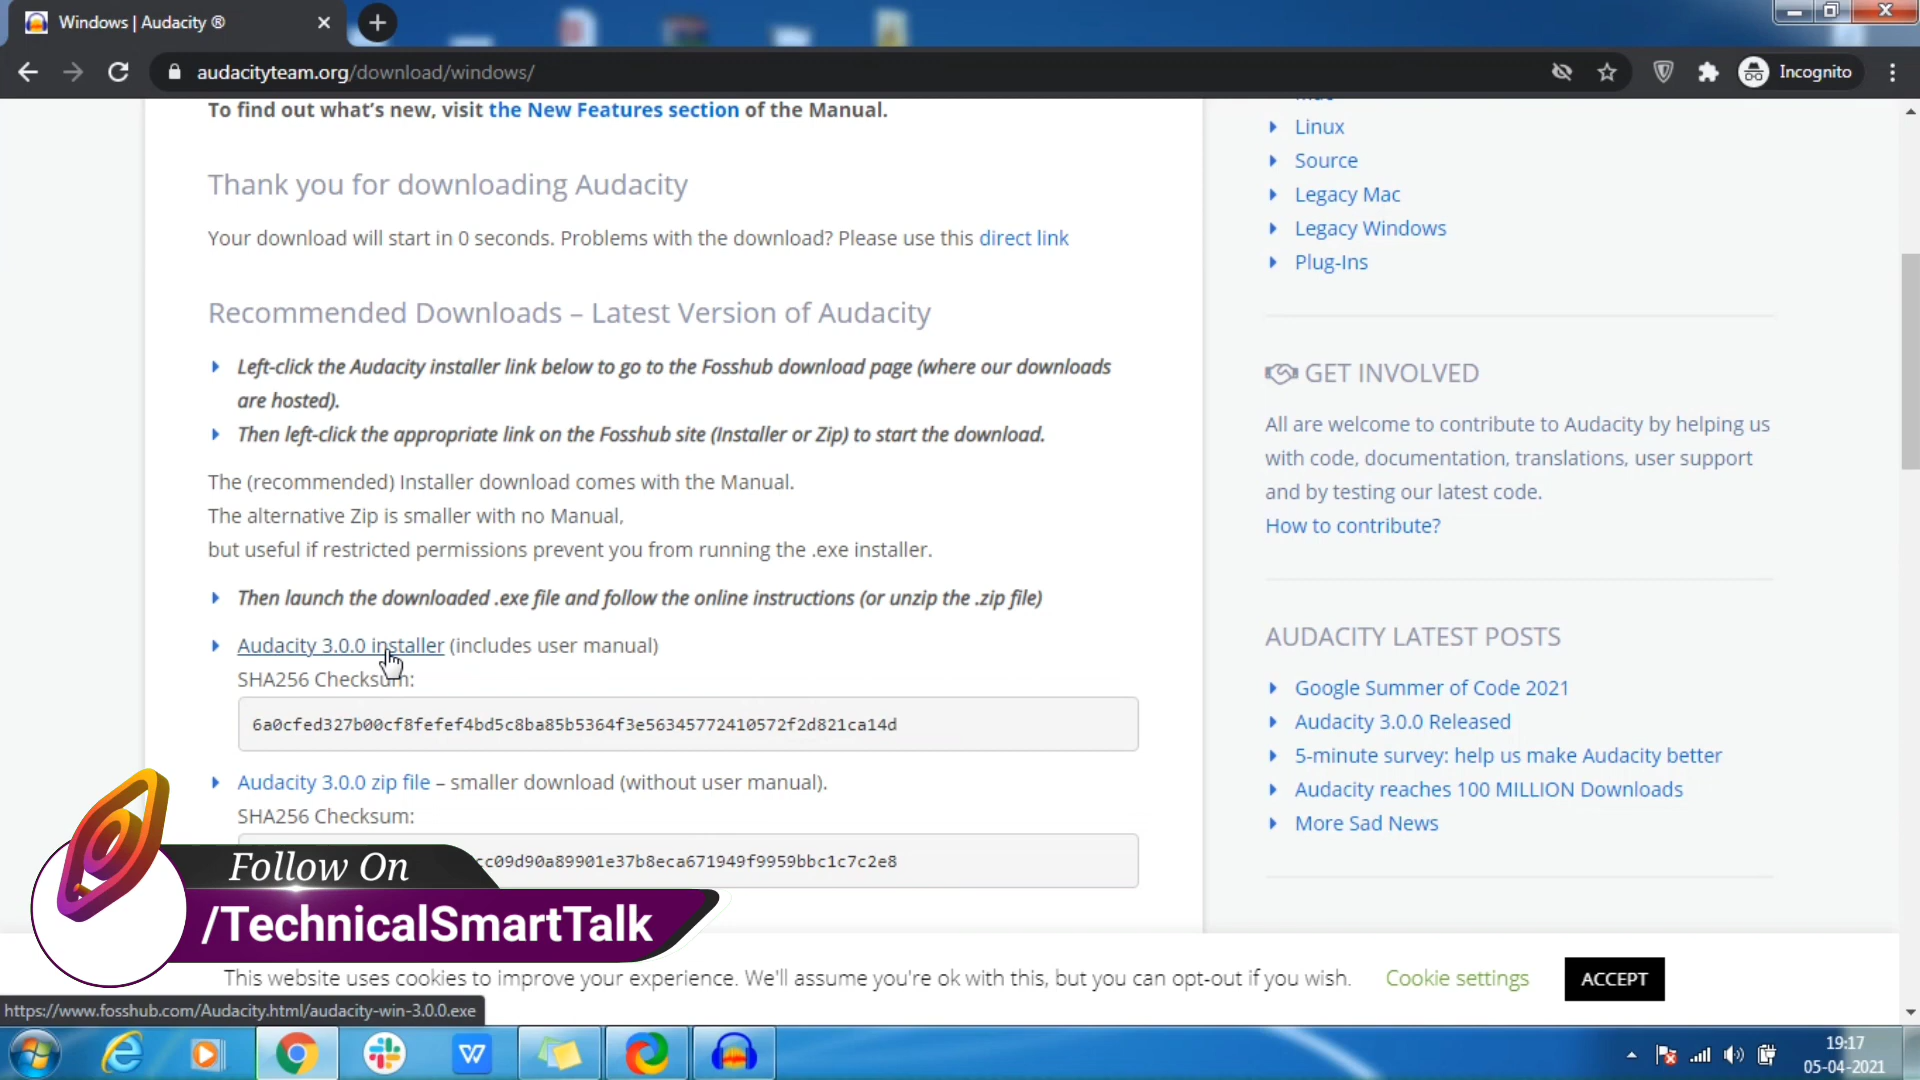 Windows | Audacity ®
audacityteam.org/download/windows/
Incognito
To find out what's new, visit the New Features section of the Manual.
Thank you for downloading Audacity
Your download will start in 0 seconds. Problems with the download? Please use this direct link
Recommended Downloads – Latest Version of Audacity
Left-click the Audacity installer link below to go to the Fosshub download page (where our downloads
are hosted).
Then left-click the appropriate link on the Fosshub site (Installer or Zip) to start the download.
The (recommended) Installer download comes with the Manual.
The alternative Zip is smaller with no Manual,
but useful if restricted permissions prevent you from running the .exe installer.
Then launch the downloaded .exe file and follow the online instructions (or unzip the .zip file)
Audacity 3.0.0 installer (includes user manual)
SHA256 Checksum:
6a0cfed327b00cf8fefef4bd5c8ba85b5364f3e56345772410572f2d821ca14d
Audacity 3.0.0 zip file – smaller download (without user manual).
SHA256 Checksum:
cc09d90a89901e37b8eca671949f9959bbc1c7c2e8
Linux
Source
Legacy Mac
Legacy Windows
Plug-Ins
GET INVOLVED
All are welcome to contribute to Audacity by helping us
with code, documentation, translations, user support
and by testing our latest code.
How to contribute?
AUDACITY LATEST POSTS
Google Summer of Code 2021
Audacity 3.0.0 Released
5-minute survey: help us make Audacity better
Audacity reaches 100 MILLION Downloads
More Sad News
Follow On
/TechnicalSmartTalk
This website uses cookies to improve your experience. We'll assume you're ok with this, but you can opt-out if you wish. Cookie settings ACCEPT
https://www.fosshub.com/Audacity.html/audacity-win-3.0.0.exe
19:17
05-04-2021